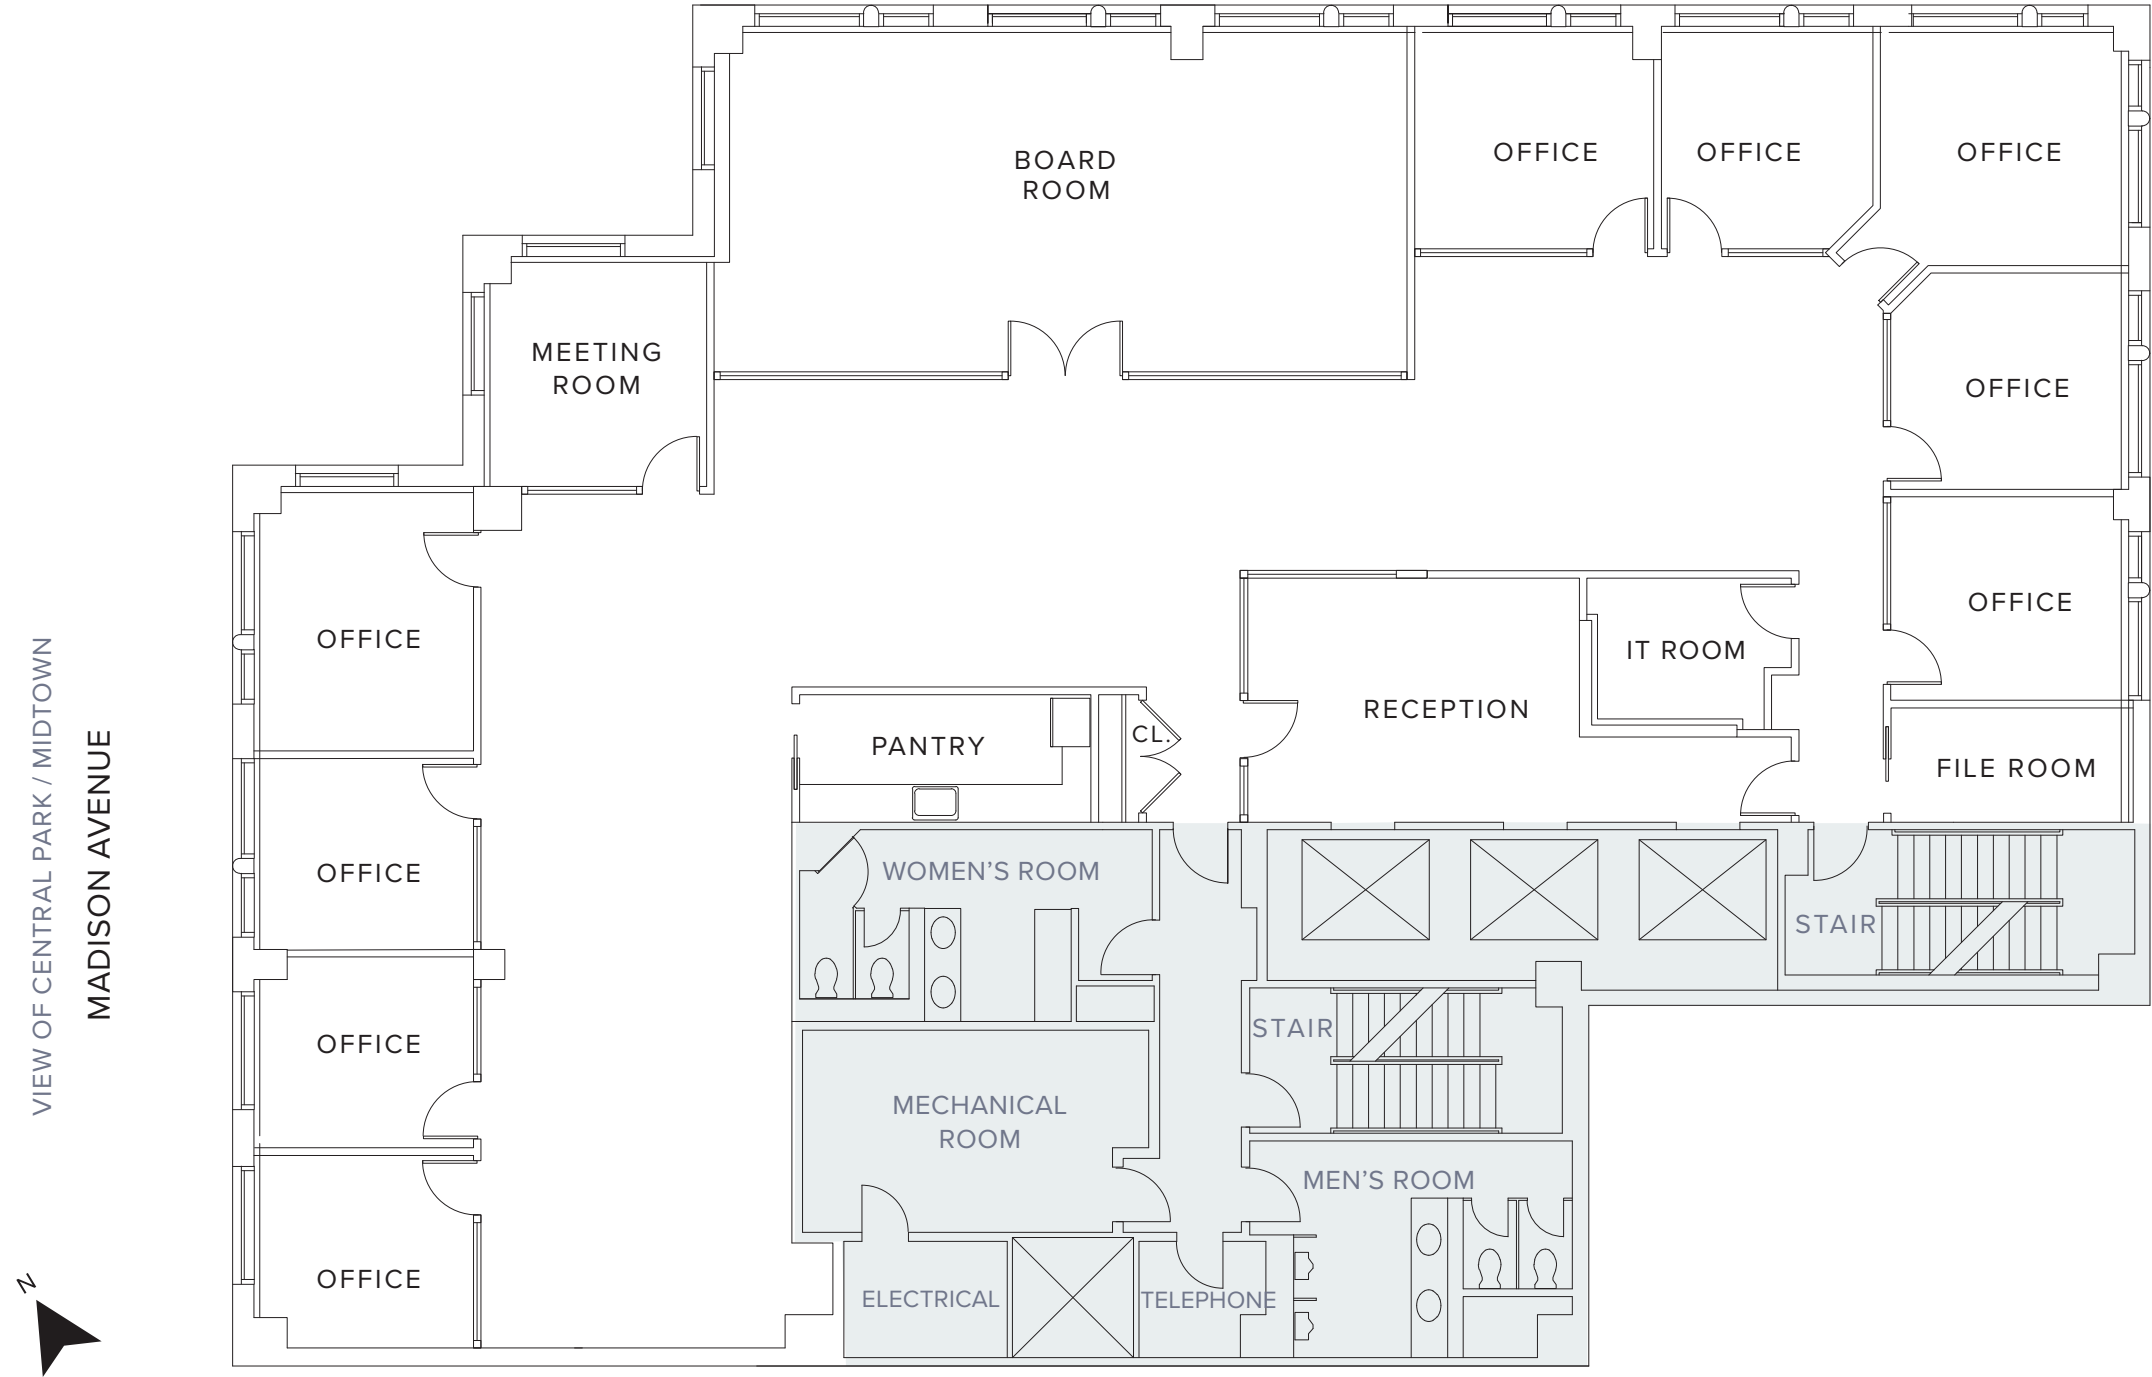 BOARD
ROOM
OFFICE
OFFICE
OFFICE
MEETING
ROOM
OFFICE
OFFICE
OFFICE
IT ROOM
RECEPTION
CL.
PANTRY
FILE ROOM
VIEW OF CENTRAL PARK / MIDTOWN
MADISON AVENUE
OFFICE
WOMEN’S ROOM
STAIR
OFFICE
STAIR
MECHANICAL
ROOM
MEN’S ROOM
OFFICE
ELECTRICAL
TELEPHONE
N